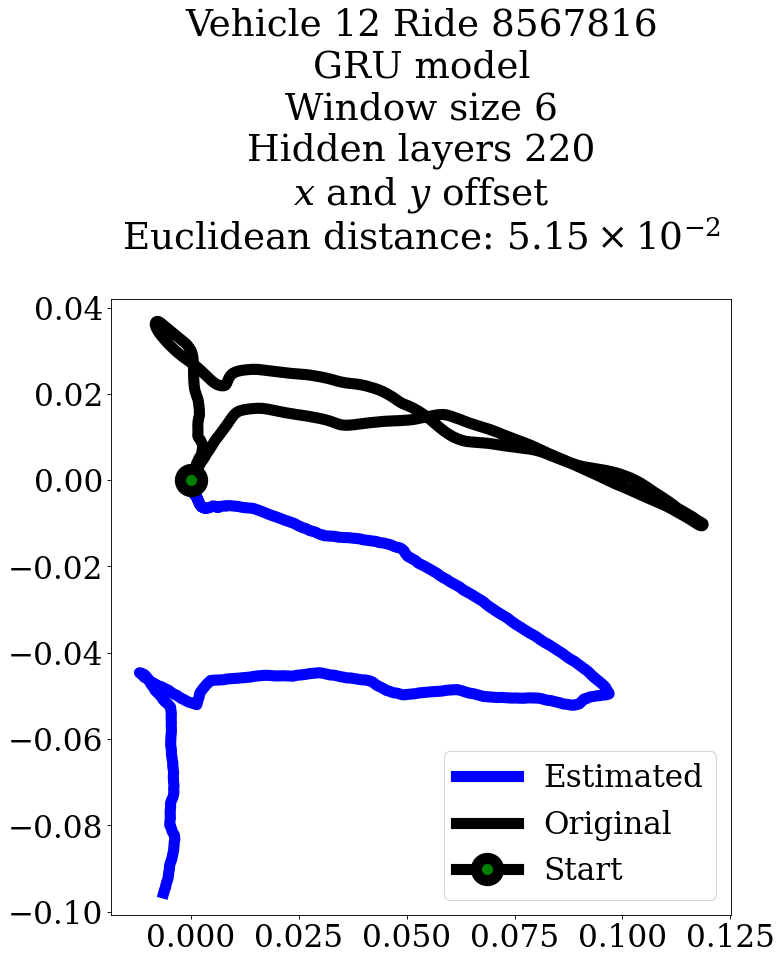 Vehicle 12 Ride 8567816
GRU model
Window size 6
Hidden layers 220
x and y offset
Euclidean distance: 5.15 × 10⁻²
0.04
0.02
0.00
−0.02
−0.04
−0.06
−0.08
−0.10
Estimated
Original
Start
0.000 0.025 0.050 0.075 0.100 0.125